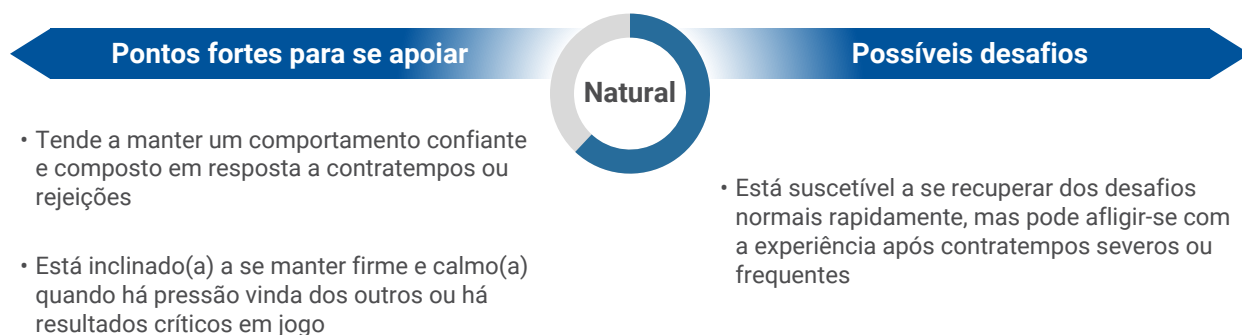 Pontos fortes para se apoiar
Natural
Possíveis desafios
• Tende a manter um comportamento confiante
e composto em resposta a contratempos ou
rejeições
• Está inclinado(a) a se manter firme e calmo(a)
quando há pressão vinda dos outros ou há
resultados críticos em jogo
• Está suscetível a se recuperar dos desafios
normais rapidamente, mas pode afligir-se com
a experiência após contratempos severos ou
frequentes